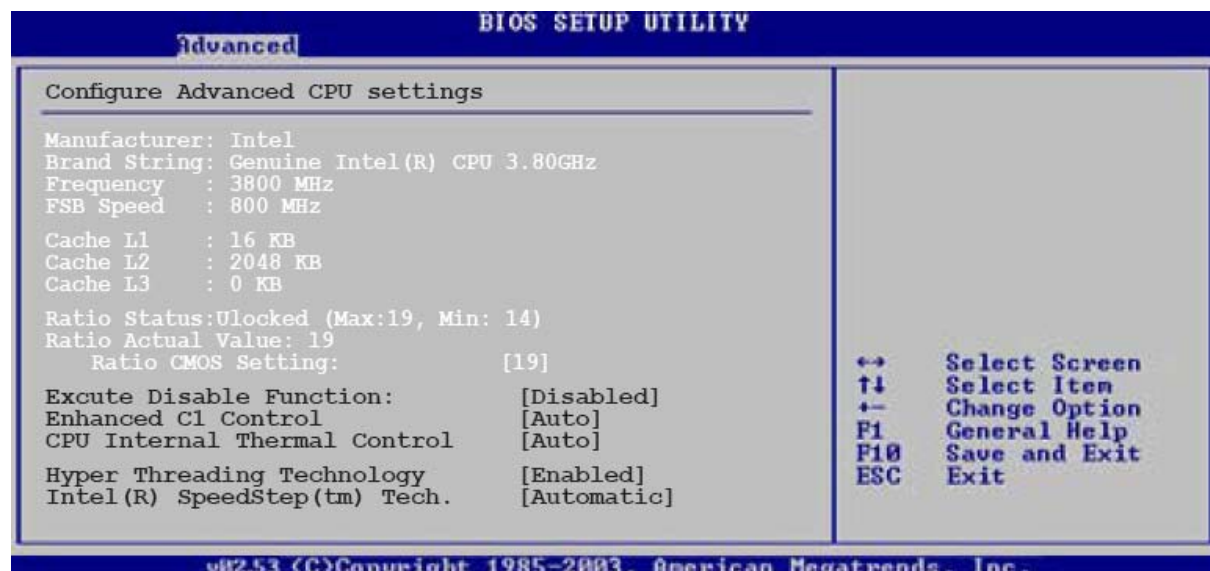 BIOS SETUP UTILITY
Advanced
Configure Advanced CPU settings
Manufacturer: Intel
Brand String: Genuine Intel(R) CPU 3.80GHz
Frequency : 3800 MHz
FSB Speed : 800 MHz
Cache L1 : 16 KB
Cache L2 : 2048 KB
Cache L3 : 0 KB
Ratio Status:Ulocked (Max:19, Min: 14)
Ratio Actual Value: 19
Ratio CMOS Setting: [19]
Excute Disable Function: [Disabled]
Enhanced C1 Control [Auto]
CPU Internal Thermal Control [Auto]
Hyper Threading Technology [Enabled]
Intel(R) SpeedStep(tm) Tech. [Automatic]
↔ Select Screen
↑↓ Select Item
+- Change Option
F1 General Help
F10 Save and Exit
ESC Exit
v02.53 (C)Copyright 1985-2003, American Megatrends, Inc.